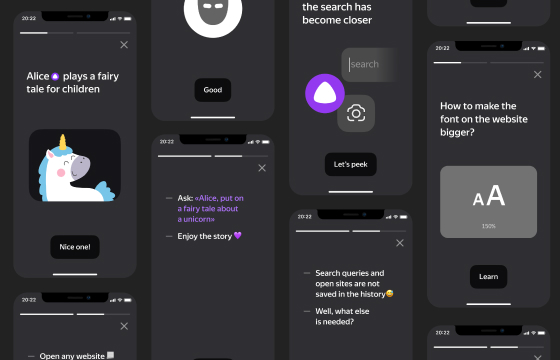 20:22
Alice plays a fairy
tale for children
Nice one!
20:22
Open any website
Good
20:22
Ask: «Alice, put on
a fairy tale about
a unicorn»
Enjoy the story 💜
the search has
become closer
search
Let's peek
20:22
Search queries and
open sites are not
saved in the history😅
Well, what else
is needed?
20:22
How to make the
font on the website
bigger?
AA
150%
Learn
20:22